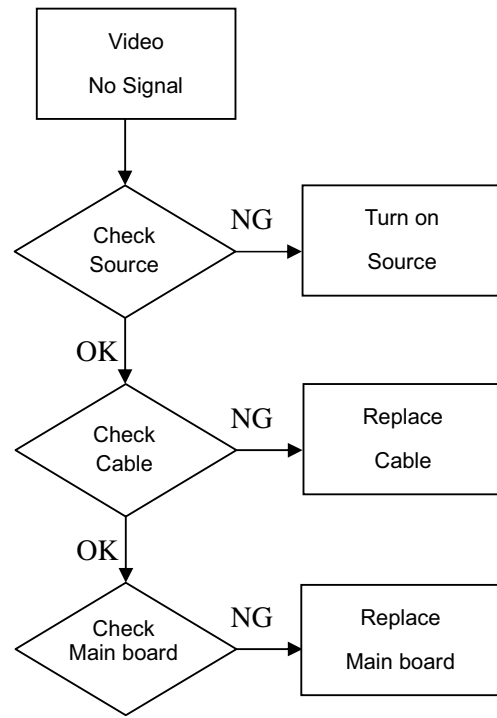 Video
No Signal
Check
Source
NG
Turn on
Source
OK
Check
Cable
NG
Replace
Cable
OK
Check
Main board
NG
Replace
Main board